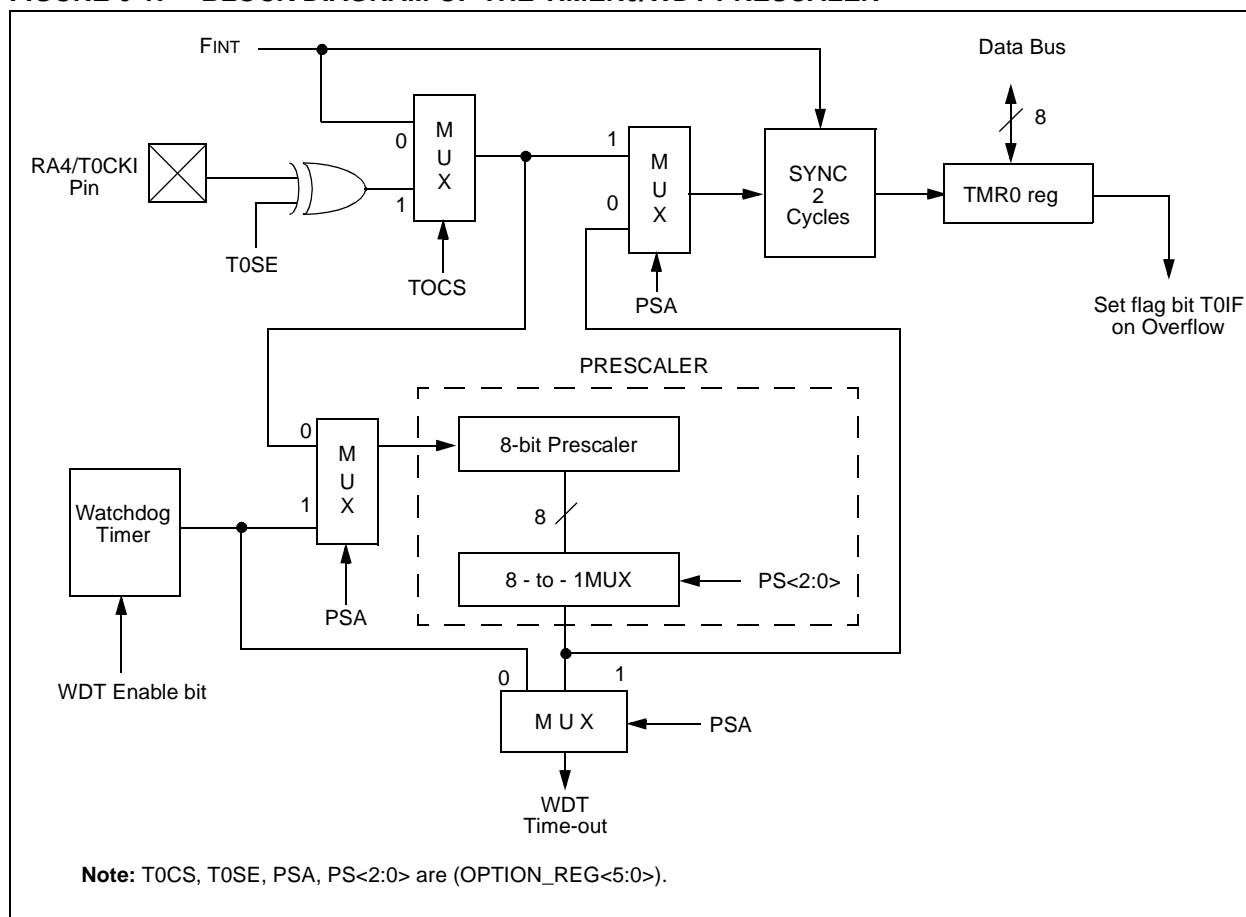 FINT
Data Bus
8
0
M
U
X
1
M
U
X
SYNC
2
Cycles
RA4/T0CKI
Pin
TMR0 reg
1
0
T0SE
TOCS
PSA
Set flag bit T0IF
on Overflow
PRESCALER
0
M
U
X
8-bit Prescaler
1
Watchdog
Timer
8
8 - to - 1MUX
PS<2:0>
PSA
WDT Enable bit
0
1
M U X
PSA
WDT
Time-out
Note: T0CS, T0SE, PSA, PS<2:0> are (OPTION_REG<5:0>).